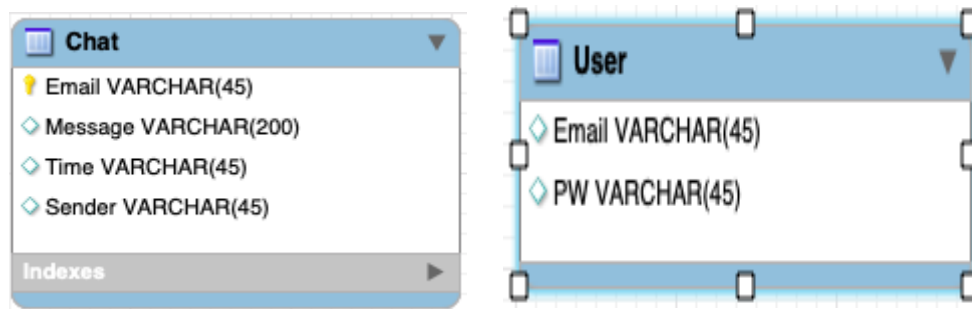 Chat
Email VARCHAR(45)
Message VARCHAR(200)
Time VARCHAR(45)
Sender VARCHAR(45)
Indexes
User
Email VARCHAR(45)
PW VARCHAR(45)